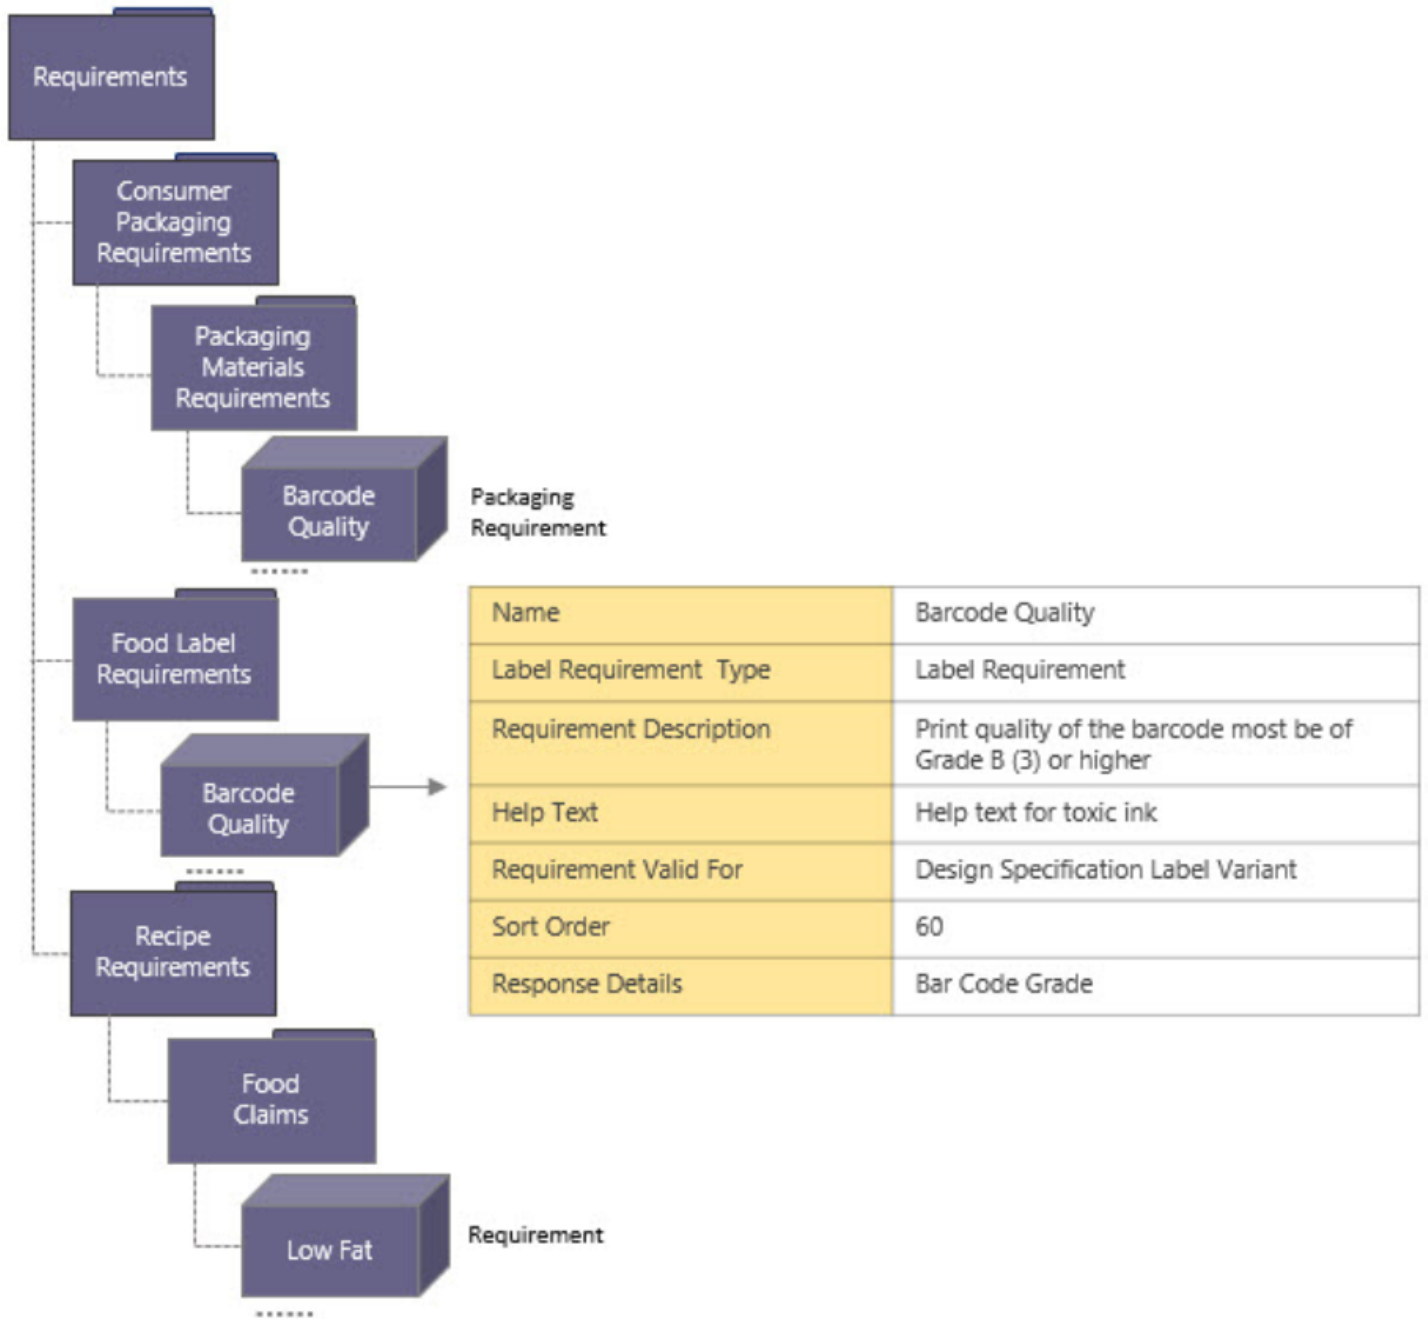 Requirements
Consumer
Packaging
Requirements
Packaging
Materials
Requirements
Barcode
Quality
Packaging
Requirement
Food Label
Requirements
Barcode
Quality
Name
Barcode Quality
Label Requirement Type
Label Requirement
Requirement Description
Print quality of the barcode most be of
Grade B (3) or higher
Help Text
Help text for toxic ink
Requirement Valid For
Design Specification Label Variant
Sort Order
60
Response Details
Bar Code Grade
Recipe
Requirements
Food
Claims
Low Fat
Requirement